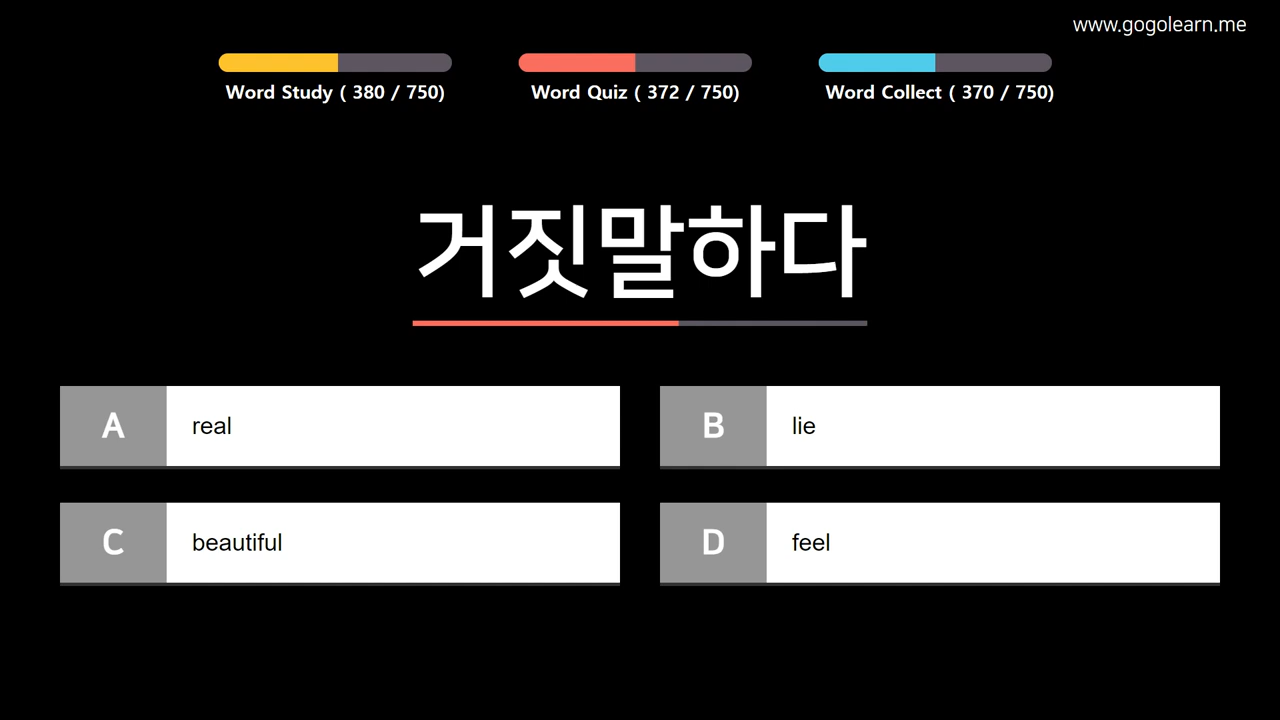 www.gogolearn.me
Word Study ( 380 / 750)
Word Quiz ( 372 / 750)
Word Collect ( 370 / 750)
거짓말하다
A real
B lie
C beautiful
D feel